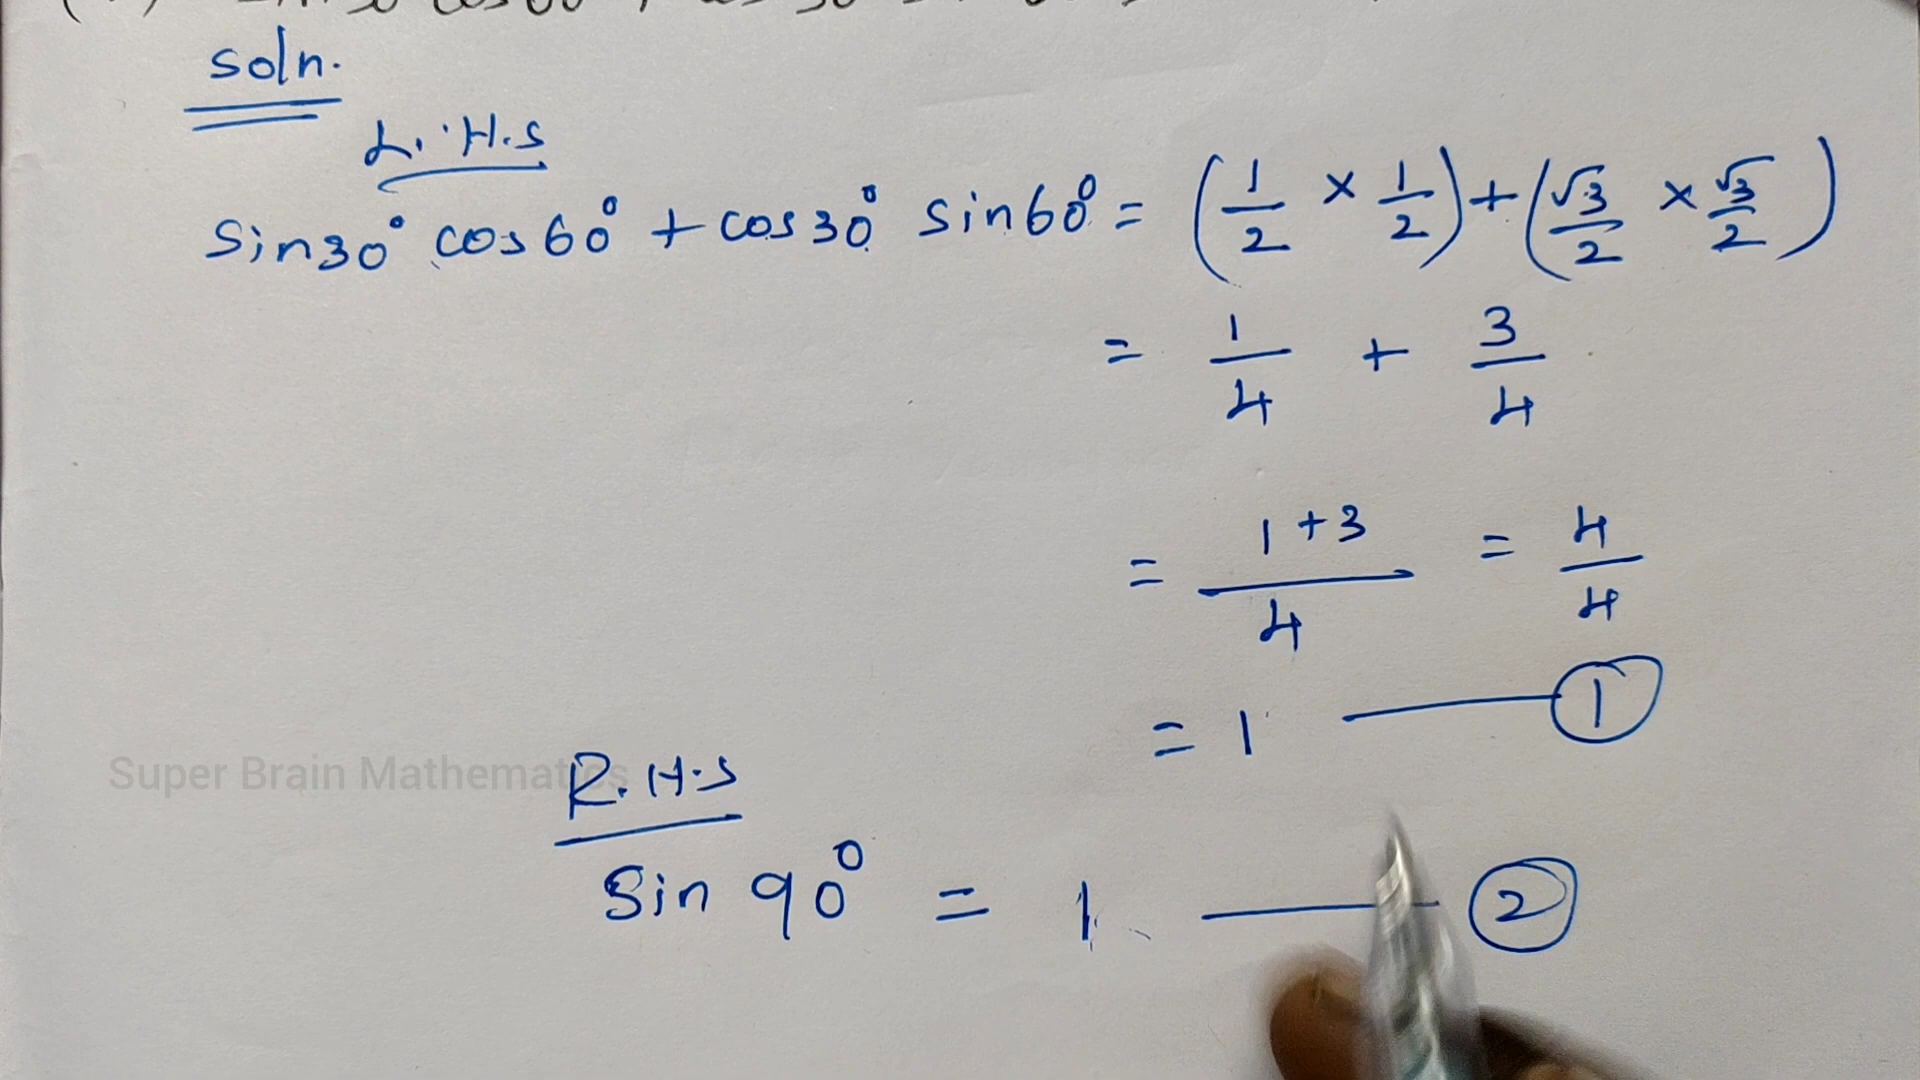 soln.
L.H.S
sin30° cos60° + cos30° sin60° = (1/2 × 1/2) + (√3/2 × √3/2)
= 1/4 + 3/4
= 1+3/4 = 4/4
= 1 —— ①
Super Brain Mathematics
R.H.S
Sin 90° = 1 —— ②